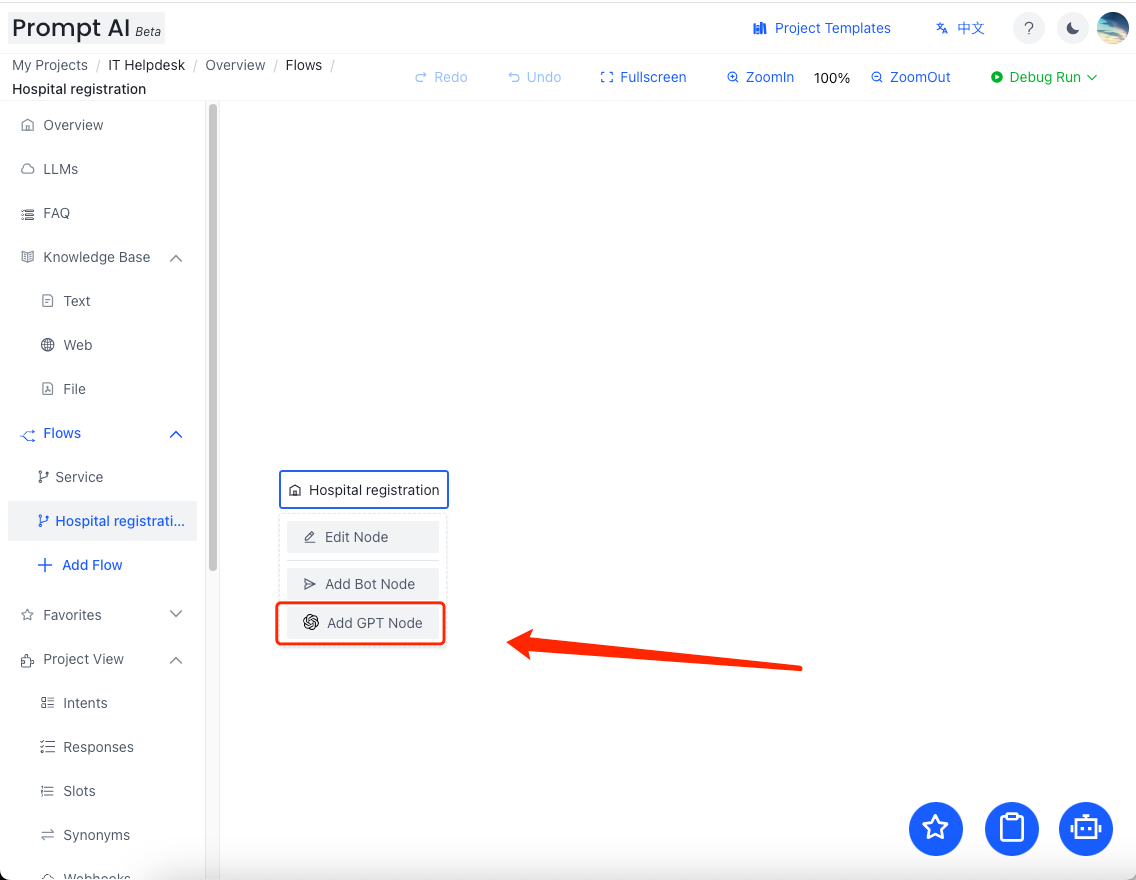 Prompt AI Beta
Project Templates
中文
?
My Projects / IT Helpdesk / Overview / Flows /
Hospital registration
Redo
Undo
Fullscreen
ZoomIn
100%
ZoomOut
Debug Run
Overview
LLMs
FAQ
Knowledge Base
Text
Web
File
Flows
Service
Hospital registrati...
Add Flow
Favorites
Project View
Intents
Responses
Slots
Synonyms
Webhooks
Hospital registration
Edit Node
Add Bot Node
Add GPT Node